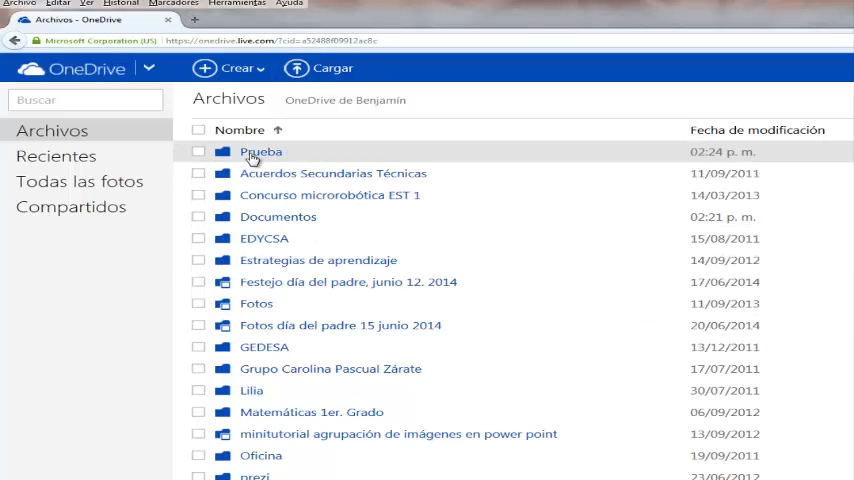 Archivo Editar Ver Historial Marcadores Herramientas Ayuda
Archivos - OneDrive × +
Microsoft Corporation (US) https://onedrive.live.com/?cid=a52488f09912ac8c
OneDrive Crear Cargar
Buscar
Archivos
Recientes
Todas las fotos
Compartidos
Archivos OneDrive de Benjamín
Nombre Fecha de modificación
Prueba 02:24 p. m.
Acuerdos Secundarias Técnicas 11/09/2011
Concurso microrobótica EST 1 14/03/2013
Documentos 02:21 p. m.
EDYCSA 15/08/2011
Estrategias de aprendizaje 14/09/2012
Festejo día del padre, junio 12. 2014 17/06/2014
Fotos 11/09/2013
Fotos día del padre 15 junio 2014 20/06/2014
GEDESA 13/12/2011
Grupo Carolina Pascual Zárate 17/07/2011
Lilia 30/07/2011
Matemáticas 1er. Grado 06/09/2012
minitutorial agrupación de imágenes en power point 13/09/2012
Oficina 19/09/2011
prezi 23/06/2012